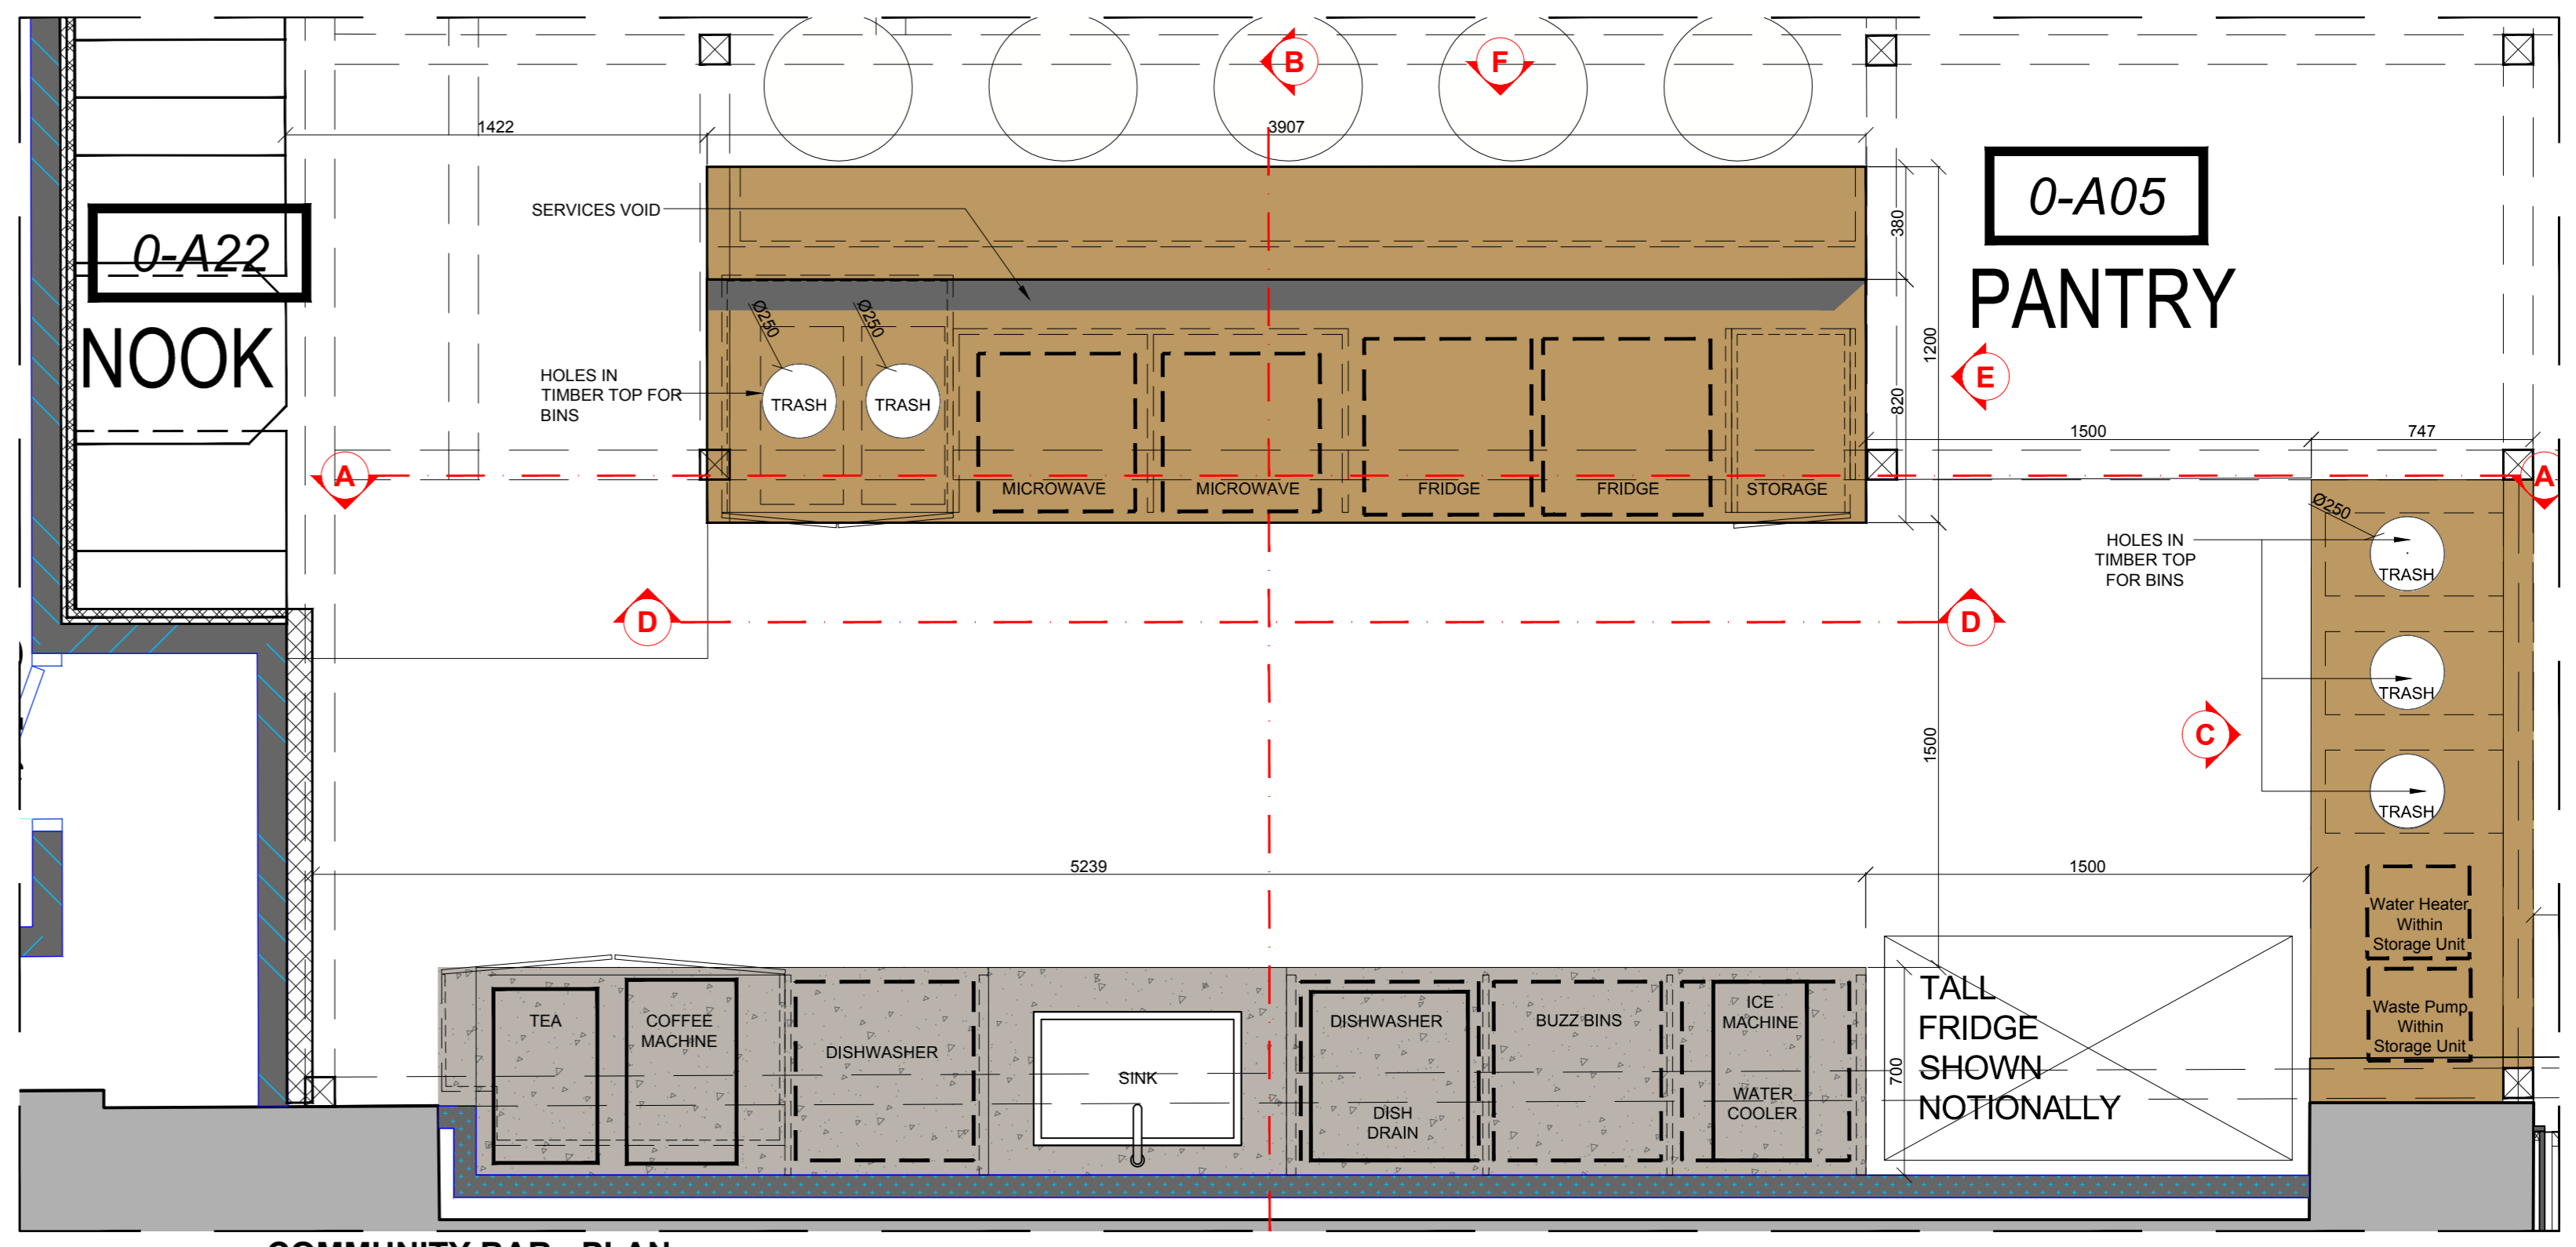 B
F
1422
3907
0-A22
NOOK
SERVICES VOID
380
0-A05
PANTRY
1200
820
E
Ø250
Ø250
HOLES IN
TIMBER TOP FOR
BINS
TRASH
TRASH
1500
747
A
MICROWAVE
MICROWAVE
FRIDGE
FRIDGE
STORAGE
A
Ø250
HOLES IN
TIMBER TOP
FOR BINS
TRASH
D
D
TRASH
C
1500
TRASH
5239
1500
Water Heater
Within
Storage Unit
TEA
COFFEE
MACHINE
DISHWASHER
SINK
DISHWASHER
DISH
DRAIN
BUZZ BINS
ICE
MACHINE
WATER
COOLER
700
TALL
FRIDGE
SHOWN
NOTIONALLY
Waste Pump
Within
Storage Unit
COMMUNITY BAR - PLAN